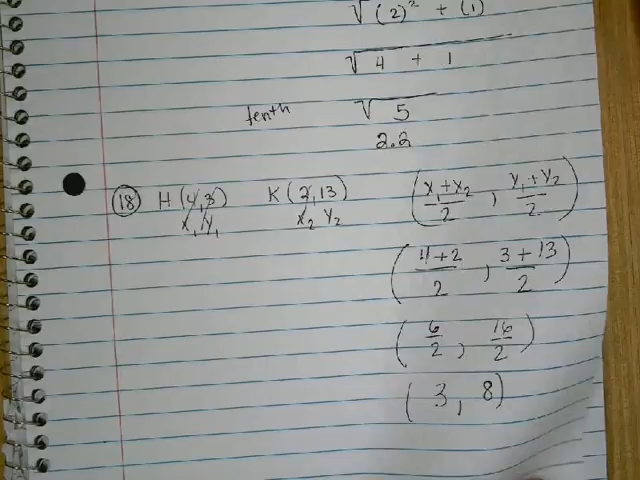 √(2)² + (1)
√4 + 1
tenth √5
2.2
(18) H (4,3) K (2,13) (x₁+x₂/2, y₁+y₂/2)
x₁ y₁ x₂ y₂
(4+2/2, 3+13/2)
(6/2, 16/2)
(3, 8)